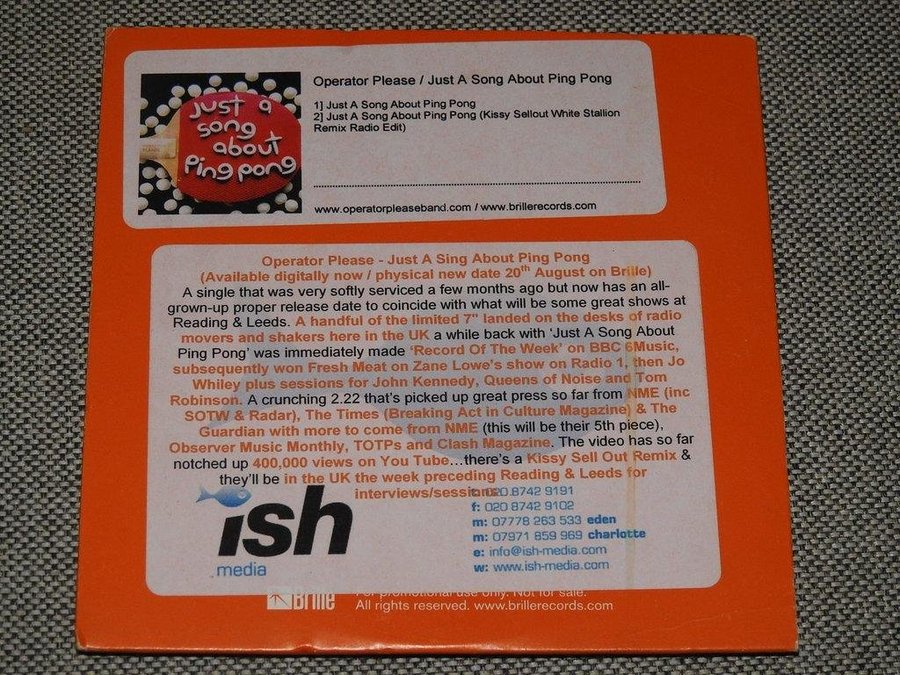 just a
song
about
ping pong
Operator Please / Just A Song About Ping Pong
1] Just A Song About Ping Pong
2] Just A Song About Ping Pong (Kissy Sellout White Stallion
Remix Radio Edit)
www.operatorpleaseband.com / www.brillerecords.com
Operator Please - Just A Sing About Ping Pong
(Available digitally now / physical new date 20th August on Brille)
A single that was very softly serviced a few months ago but now has an all-
grown-up proper release date to coincide with what will be some great shows at
Reading & Leeds. A handful of the limited 7" landed on the desks of radio
movers and shakers here in the UK a while back with ‘Just A Song About
Ping Pong’ was immediately made ‘Record Of The Week’ on BBC 6Music,
subsequently won Fresh Meat on Zane Lowe's show on Radio 1, then Jo
Whiley plus sessions for John Kennedy, Queens of Noise and Tom
Robinson. A crunching 2.22 that's picked up great press so far from NME (inc
SOTW & Radar), The Times (Breaking Act in Culture Magazine) & The
Guardian with more to come from NME (this will be their 5th piece),
Observer Music Monthly, TOTPs and Clash Magazine. The video has so far
notched up 400,000 views on You Tube…there's a Kissy Sell Out Remix &
they'll be in the UK the week preceding Reading & Leeds for
interviews/sessions
ish
media
020 8742 9191
f: 020 8742 9102
m: 07778 263 533 eden
m: 07971 859 969 charlotte
e: info@ish-media.com
w: www.ish-media.com
Brille
For promotional use only. Not for sale.
All rights reserved. www.brillerecords.com